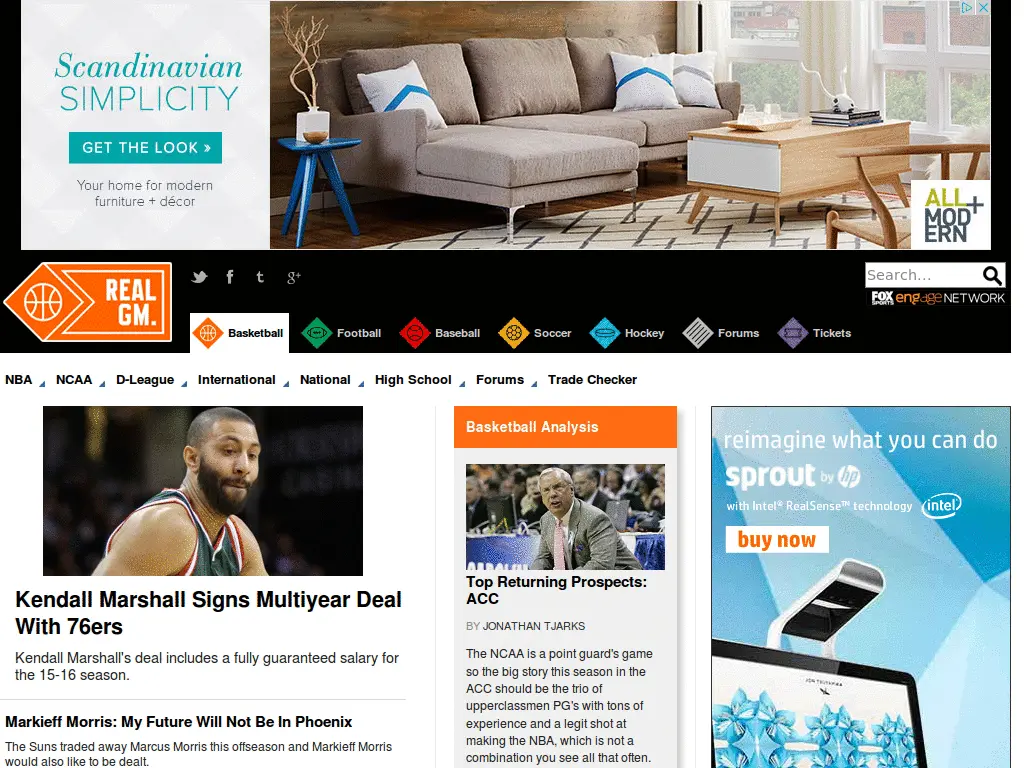 Scandinavian
SIMPLICITY
GET THE LOOK »
Your home for modern
furniture + décor
ALL+
MOD
ERN
REAL
GM.
g+
Search...
FOX SPORTS engage NETWORK
Basketball
Football
Baseball
Soccer
Hockey
Forums
Tickets
NBA
NCAA
D-League
International
National
High School
Forums
Trade Checker
Kendall Marshall Signs Multiyear Deal
With 76ers
Kendall Marshall's deal includes a fully guaranteed salary for
the 15-16 season.
Markieff Morris: My Future Will Not Be In Phoenix
The Suns traded away Marcus Morris this offseason and Markieff Morris
would also like to be dealt.
Basketball Analysis
Top Returning Prospects:
ACC
BY JONATHAN TJARKS
The NCAA is a point guard's game
so the big story this season in the
ACC should be the trio of
upperclassmen PG's with tons of
experience and a legit shot at
making the NBA, which is not a
combination you see all that often.
reimagine what you can do
sprout by hp
with Intel® RealSense™ technology intel
buy now